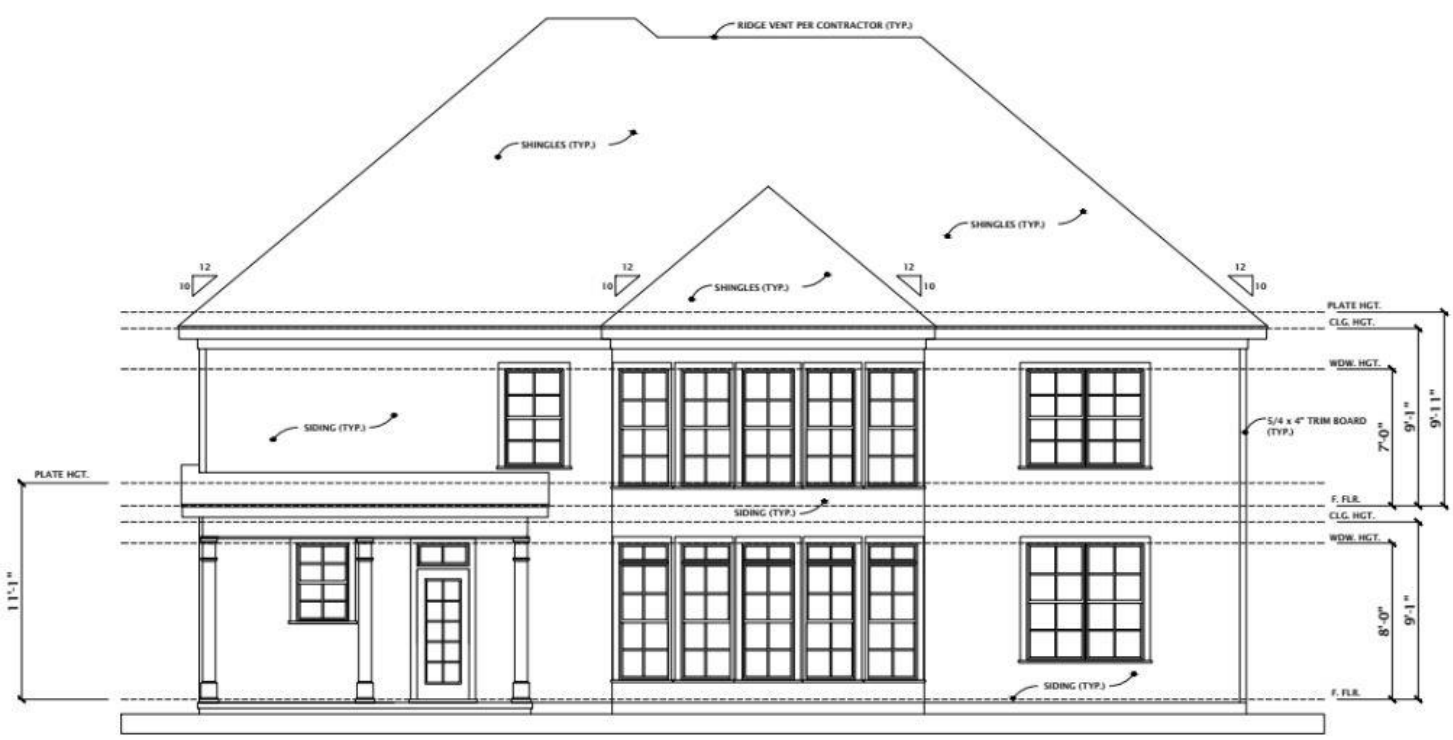 RIDGE VENT PER CONTRACTOR (TYP.)
SHINGLES (TYP.)
SHINGLES (TYP.)
12
10
12
10
SHINGLES (TYP.)
12
10
12
10
PLATE HGT.
CLG. HGT.
WDW. HGT.
SIDING (TYP.)
5/4 x 4" TRIM BOARD
(TYP.)
7'-0"
9'-1"
9'-11"
PLATE HGT.
F. FLR.
SIDING (TYP.)
CLG. HGT.
WDW. HGT.
11'-1"
8'-0"
9'-1"
SIDING (TYP.)
F. FLR.